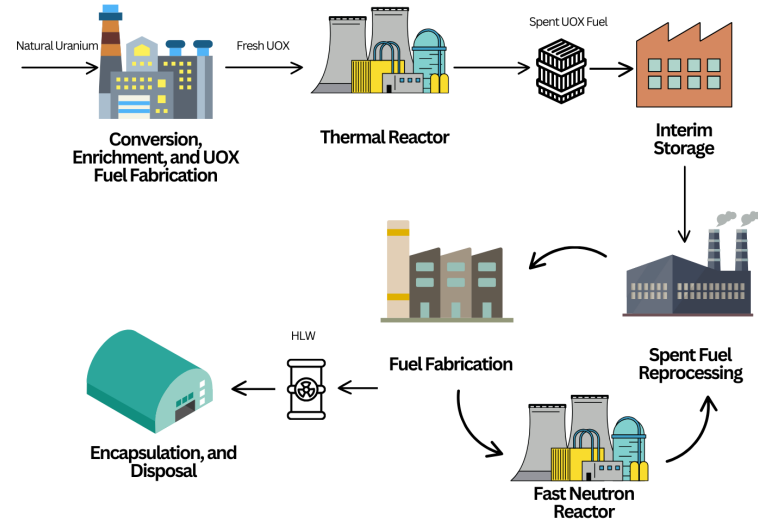 Natural Uranium
Fresh UOX
Spent UOX Fuel
Conversion,
Enrichment, and UOX
Fuel Fabrication
Thermal Reactor
Interim
Storage
Spent Fuel
Reprocessing
Fuel Fabrication
HLW
Encapsulation, and
Disposal
Fast Neutron
Reactor